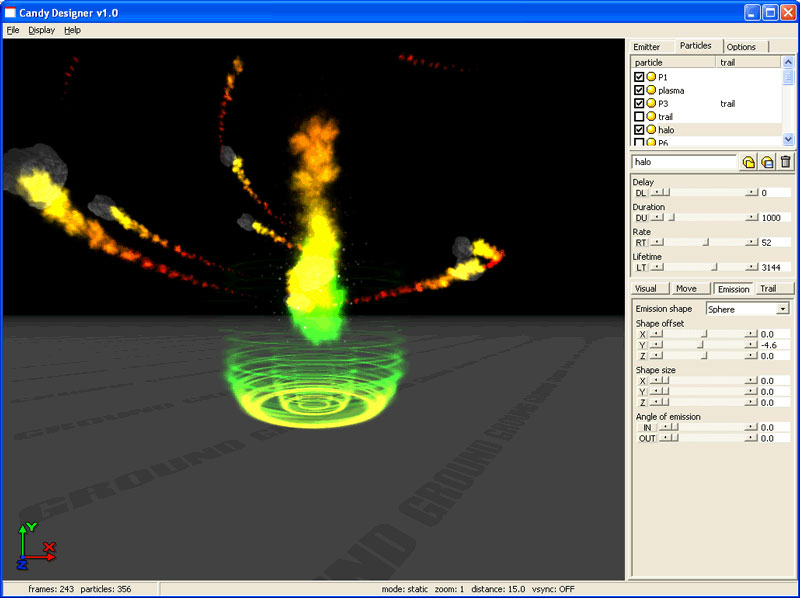 Candy Designer v1.0
File Display Help
Emitter Particles Options
particle trail
P1
plasma
P3 trail
trail
halo
P6
halo
Delay
DL 0
Duration
DU 1000
Rate
RT 52
Lifetime
LT 3144
Visual Move Emission Trail
Emission shape Sphere
Shape offset
X 0.0
Y -4.6
Z 0.0
Shape size
X 0.0
Y 0.0
Z 0.0
Angle of emission
IN 0.0
OUT 0.0
GROUND GROUND GROUND
Y
X
Z
frames: 243 particles: 356 mode: static zoom: 1 distance: 15.0 vsync: OFF